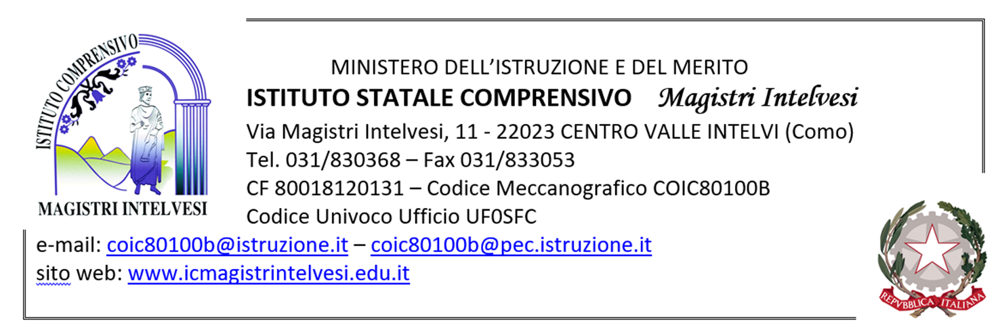 ISTITUTO COMPRENSIVO
MAGISTRI INTELVESI
MINISTERO DELL’ISTRUZIONE E DEL MERITO
ISTITUTO STATALE COMPRENSIVO Magistri Intelvesi
Via Magistri Intelvesi, 11 - 22023 CENTRO VALLE INTELVI (Como)
Tel. 031/830368 – Fax 031/833053
CF 80018120131 – Codice Meccanografico COIC80100B
Codice Univoco Ufficio UF0SFC
e-mail: coic80100b@istruzione.it – coic80100b@pec.istruzione.it
sito web: www.icmagistrintelvesi.edu.it
REPVBBLICA ITALIANA